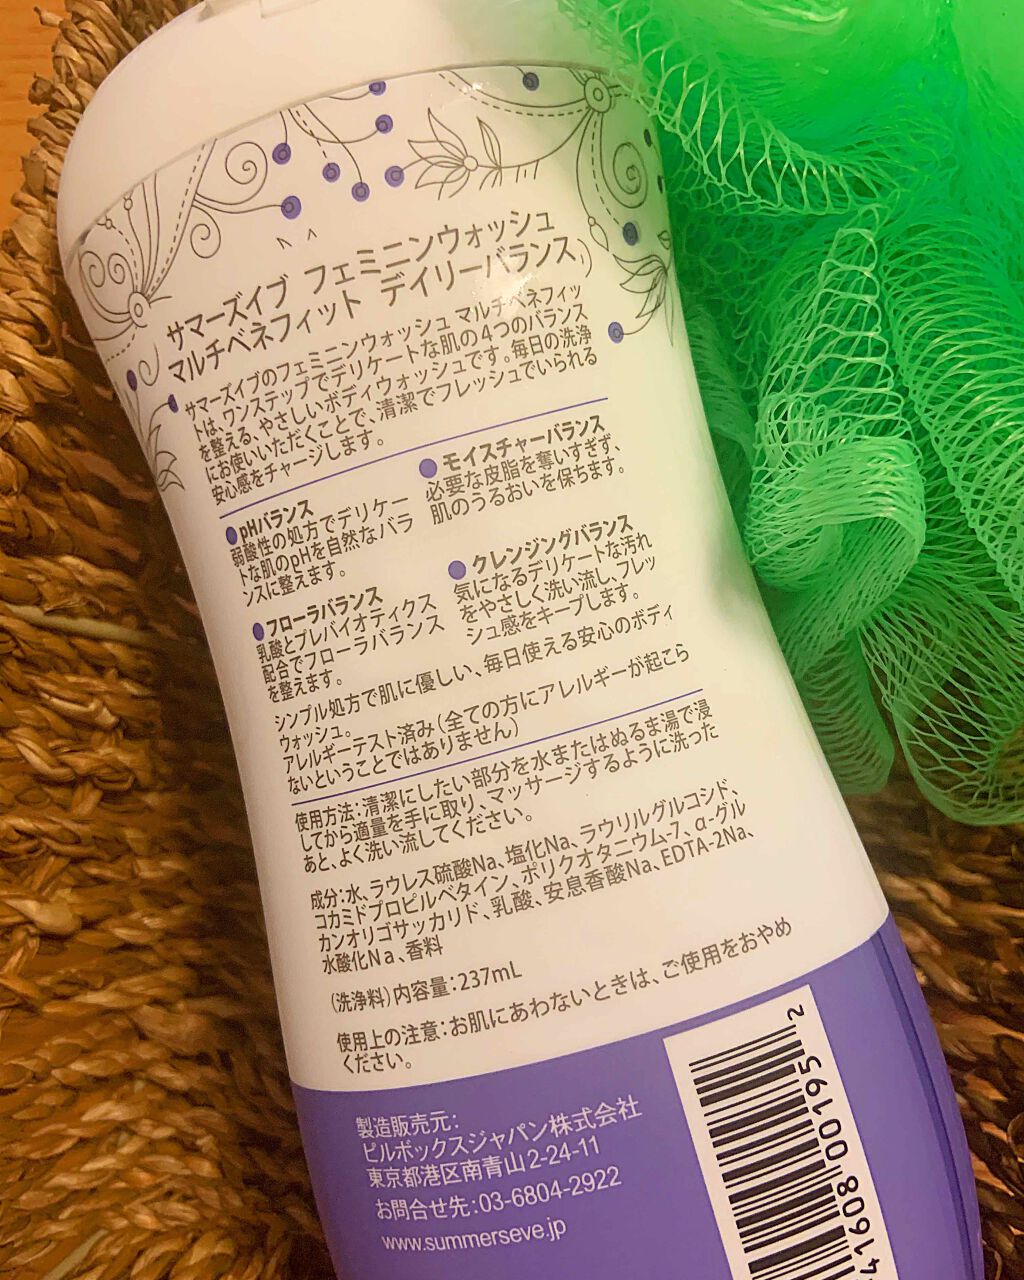 サマーズイブ フェミニンウォッシュ
マルチベネフィット デイリーバランス
サマーズイブのフェミニンウォッシュ マルチベネフィッ
トは、ワンステップでデリケートな肌の4つのバランス
を整える、やさしいボディウォッシュです。毎日の洗浄
にお使いいただくことで、清潔でフレッシュでいられる
安心感をチャージします。
●pHバランス
弱酸性の処方でデリケー
トな肌のpHを自然なバラ
ンスに整えます。
●モイスチャーバランス
必要な皮脂を奪いすぎず、
肌のうるおいを保ちます。
●フローラバランス
乳酸とプレバイオティクス
配合でフローラバランス
を整えます。
●クレンジングバランス
気になるデリケートな汚れ
をやさしく洗い流し、フレッ
シュ感をキープします。
シンプル処方で肌に優しい、毎日使える安心のボディ
ウォッシュ。
アレルギーテスト済み(全ての方にアレルギーが起こら
ないということではありません)
使用方法:清潔にしたい部分を水またはぬるま湯で浸
してから適量を手に取り、マッサージするように洗った
あと、よく洗い流してください。
成分:水、ラウレス硫酸Na、塩化Na、ラウリルグルコシド、
コカミドプロピルベタイン、ポリクオタニウム-7、α-グル
カンオリゴサッカリド、乳酸、安息香酸Na、EDTA-2Na、
水酸化Na、香料
(洗浄料)内容量:237mL
使用上の注意:お肌にあわないときは、ご使用をおやめ
ください。
製造販売元:
ピルボックスジャパン株式会社
東京都港区南青山2-24-11
お問合せ先:03-6804-2922
www.summerseve.jp
41608 00195 2